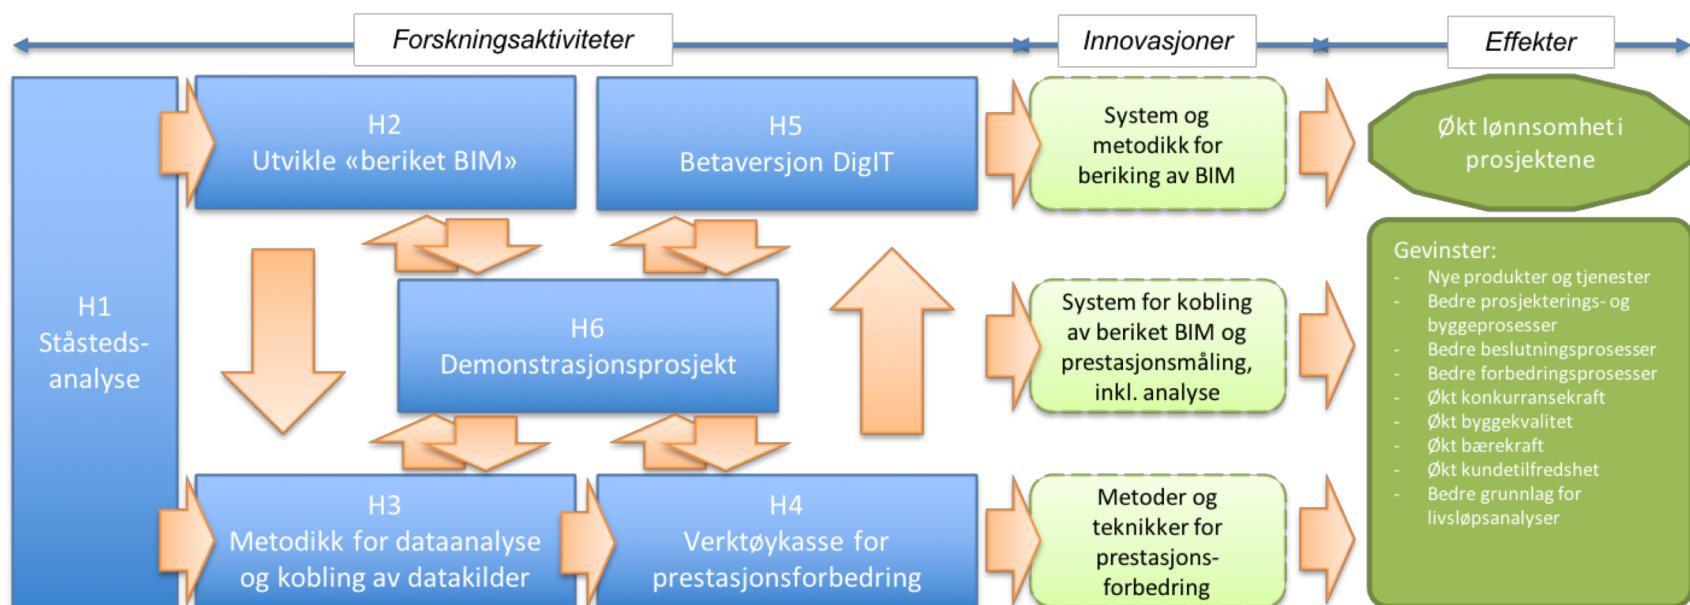 Forskningsaktiviteter
Innovasjoner
Effekter
H1
Ståsteds-
analyse
H2
Utvikle «beriket BIM»
H5
Betaversjon DigIT
H6
Demonstrasjonsprosjekt
H3
Metodikk for dataanalyse
og kobling av datakilder
H4
Verktøykasse for
prestasjonsforbedring
System og
metodikk for
beriking av BIM
System for kobling
av beriket BIM og
prestasjonsmåling,
inkl. analyse
Metoder og
teknikker for
prestasjons-
forbedring
Økt lønnsomhet i
prosjektene
Gevinster:
- Nye produkter og tjenester
- Bedre prosjekterings- og
byggeprosesser
- Bedre beslutningsprosesser
- Bedre forbedringsprosesser
- Økt konkurransekraft
- Økt byggekvalitet
- Økt bærekraft
- Økt kundetilfredshet
- Bedre grunnlag for
livsløpsanalyser